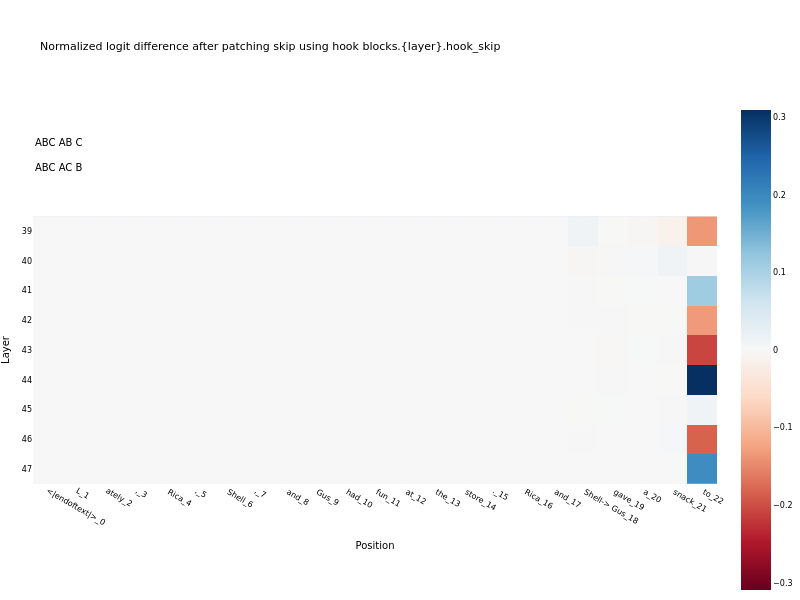 Normalized logit difference after patching skip using hook blocks.{layer}.hook_skip
ABC AB C
ABC AC B
0.3
0.2
0.1
0
−0.1
−0.2
−0.3
Layer
39
40
41
42
43
44
45
46
47
<|endoftext|>_0
L_1
ately_2
,_3
Rica_4
,_5
Shell_6
,_7
and_8
Gus_9
had_10
fun_11
at_12
the_13
store_14
._15
Rica_16
and_17
Shell-> Gus_18
gave_19
a_20
snack_21
to_22
Position